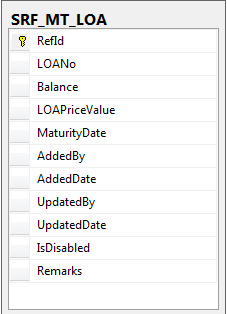 SRF_MT_LOA
RefId
LOANo
Balance
LOAPriceValue
MaturityDate
AddedBy
AddedDate
UpdatedBy
UpdatedDate
IsDisabled
Remarks